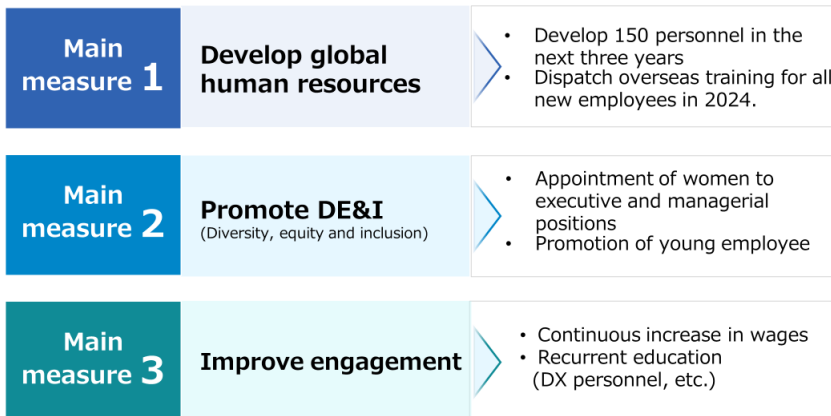 Main
measure 1
Develop global
human resources
• Develop 150 personnel in the
next three years
• Dispatch overseas training for all
new employees in 2024.
Main
measure 2
Promote DE&I
(Diversity, equity and inclusion)
• Appointment of women to
executive and managerial
positions
• Promotion of young employee
Main
measure 3
Improve engagement
• Continuous increase in wages
• Recurrent education
(DX personnel, etc.)